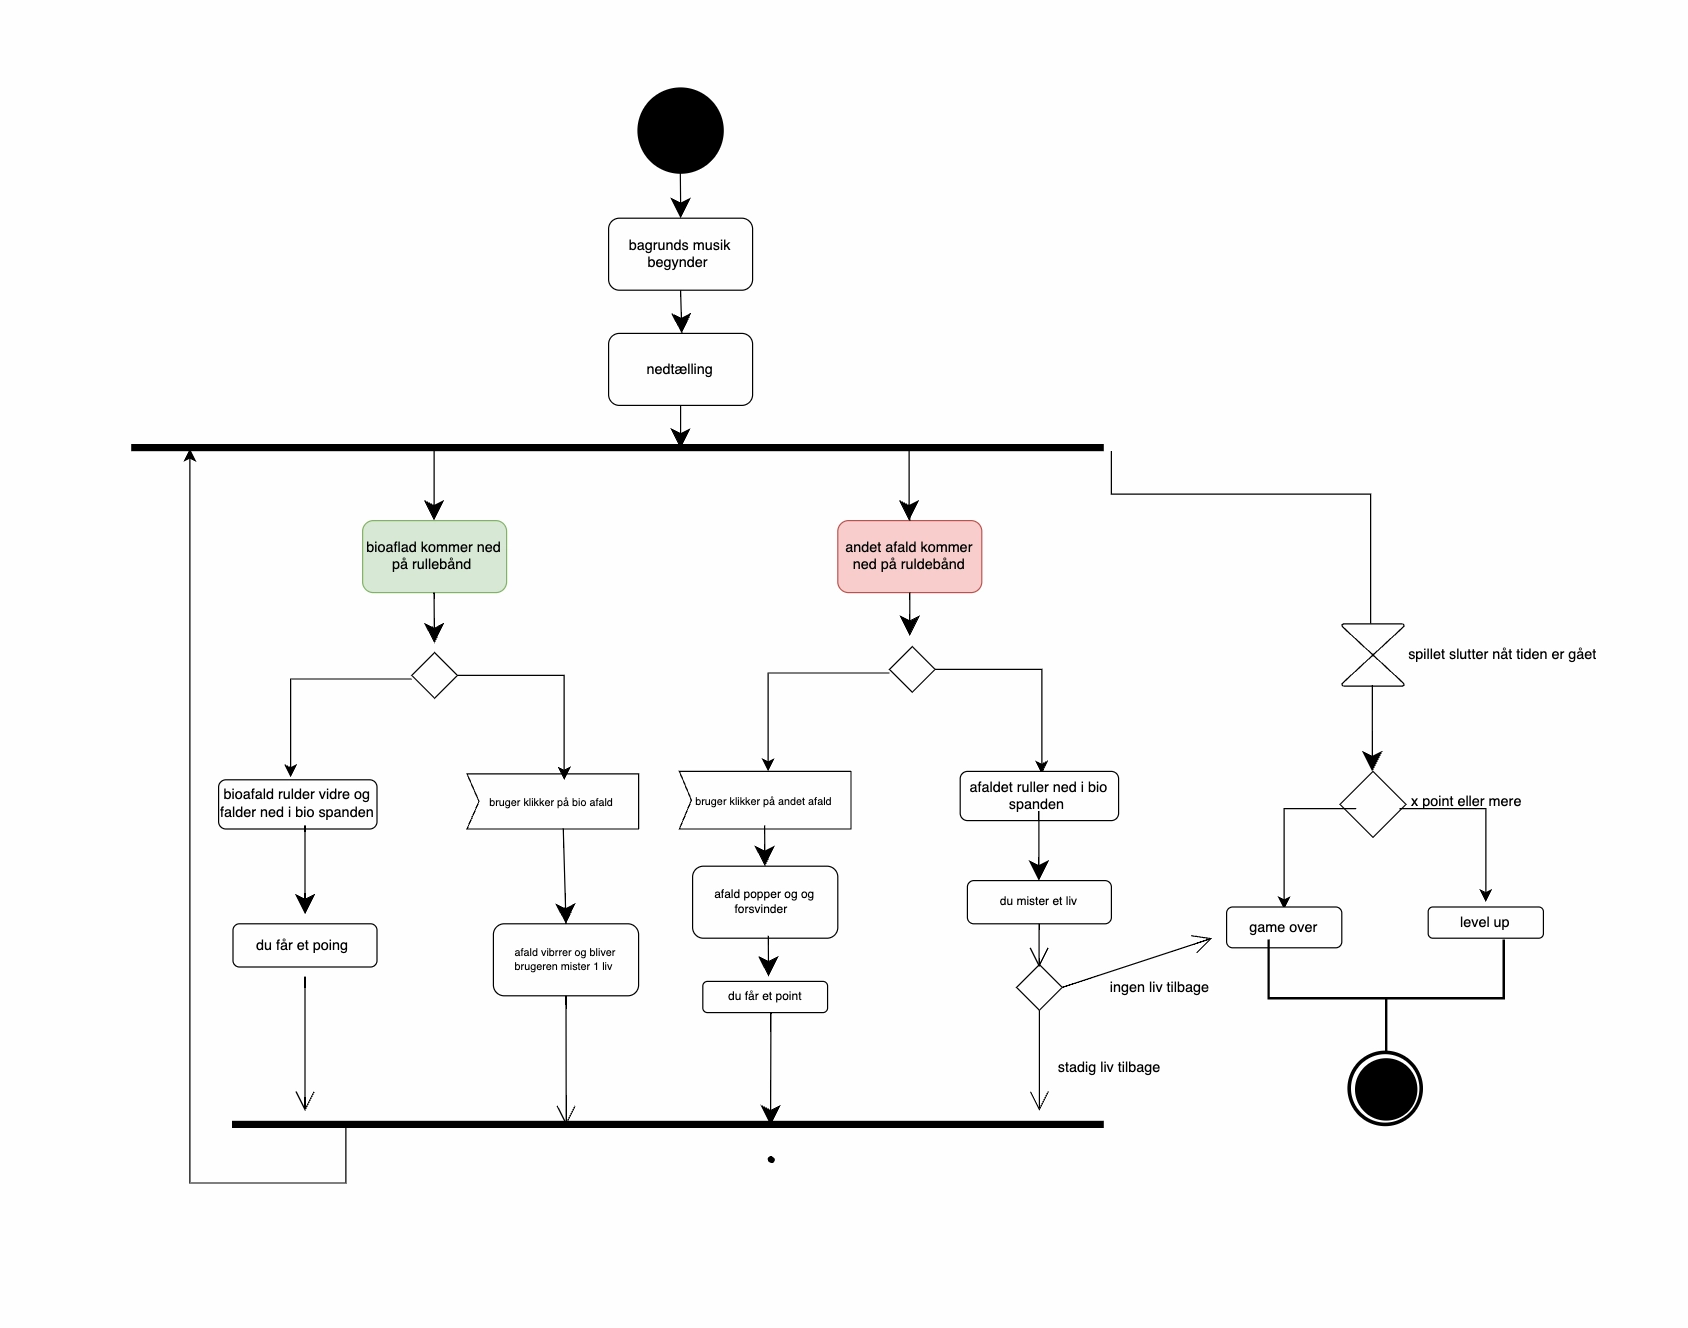 bagrunds musik
begynder
nedtælling
bioaflad kommer ned
på rullebånd
andet afald kommer
ned på ruldebånd
spillet slutter nåt tiden er gået
bioafald rulder vidre og
falder ned i bio spanden
bruger klikker på bio afald
bruger klikker på andet afald
afaldet ruller ned i bio
spanden
x point eller mere
afald popper og og
forsvinder
du mister et liv
game over
level up
du får et poing
afald vibrrer og bliver
brugeren mister 1 liv
du får et point
ingen liv tilbage
stadig liv tilbage